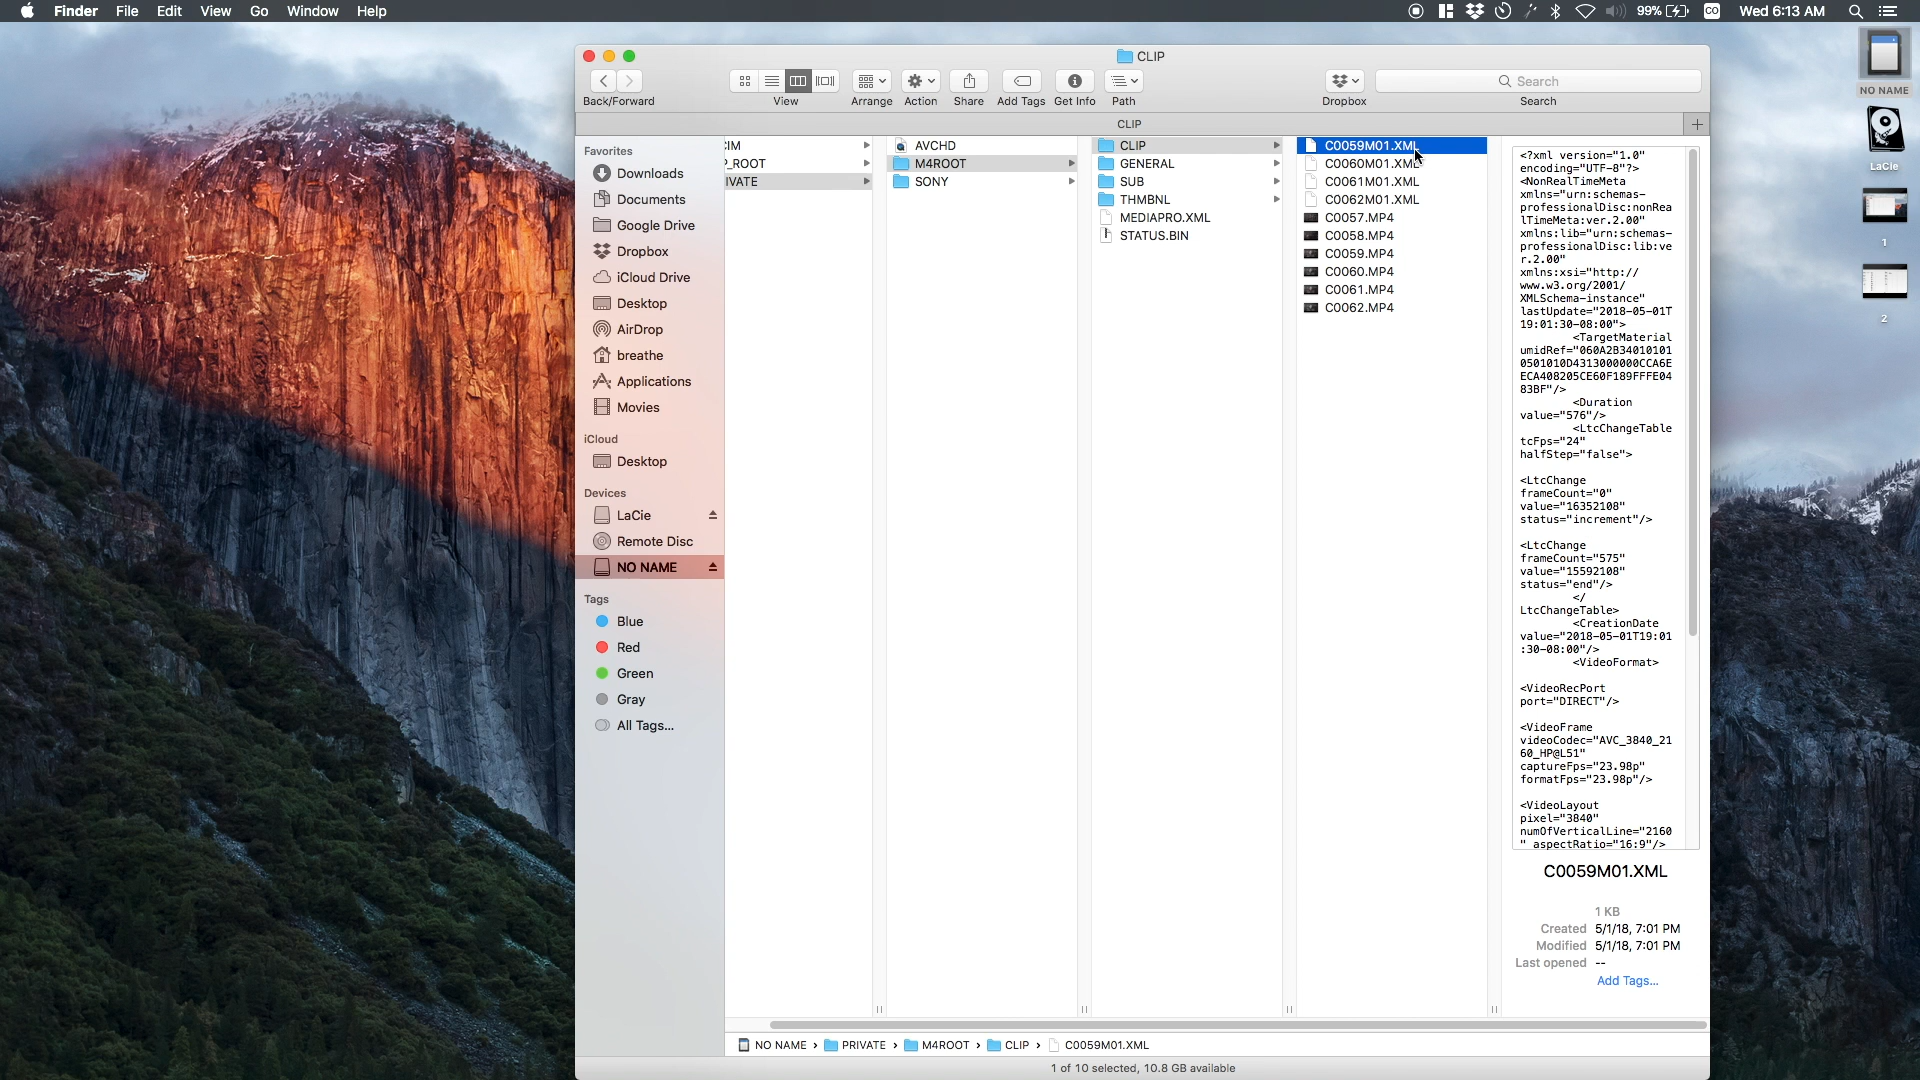 Finder File Edit View Go Window Help
99% Wed 6:13 AM
NO NAME
LaCie
1
2
CLIP
Back/Forward
View
Arrange
Action
Share
Add Tags
Get Info
Path
Dropbox
Search
Search
CLIP
Favorites
Downloads
Documents
Google Drive
Dropbox
iCloud Drive
Desktop
AirDrop
breathe
Applications
Movies
iCloud
Desktop
Devices
LaCie
Remote Disc
NO NAME
Tags
Blue
Red
Green
Gray
All Tags...
IM
P_ROOT
IVATE
AVCHD
M4ROOT
SONY
CLIP
GENERAL
SUB
THMBNL
MEDIAPRO.XML
STATUS.BIN
C0059M01.XML
C0060M01.XML
C0061M01.XML
C0062M01.XML
C0057.MP4
C0058.MP4
C0059.MP4
C0060.MP4
C0061.MP4
C0062.MP4
<?xml version="1.0"
encoding="UTF-8"?>
<NonRealTimeMeta
xmlns="urn:schemas-
professionalDisc:nonRea
lTimeMeta:ver.2.00"
xmlns:lib="urn:schemas-
professionalDisc:lib:ve
r.2.00"
xmlns:xsi="http://
www.w3.org/2001/
XMLSchema-instance"
lastUpdate="2018-05-01T
19:01:30-08:00">
<TargetMaterial
umidRef="060A2B34010101
0501010D4313000000CCA6E
ECA408205CE60F189FFFE04
83BF"/>
<Duration
value="576"/>
<LtcChangeTable
tcFps="24"
halfStep="false">
<LtcChange
frameCount="0"
value="16352108"
status="increment"/>
<LtcChange
frameCount="575"
value="15592108"
status="end"/>
</
LtcChangeTable>
<CreationDate
value="2018-05-01T19:01
:30-08:00"/>
<VideoFormat>
<VideoRecPort
port="DIRECT"/>
<VideoFrame
videoCodec="AVC_3840_21
60_HP@L51"
captureFps="23.98p"
formatFps="23.98p"/>
<VideoLayout
pixel="3840"
numOfVerticalLine="2160
" aspectRatio="16:9"/>
C0059M01.XML
1 KB
Created 5/1/18, 7:01 PM
Modified 5/1/18, 7:01 PM
Last opened --
Add Tags...
NO NAME › PRIVATE › M4ROOT › CLIP › C0059M01.XML
1 of 10 selected, 10.8 GB available